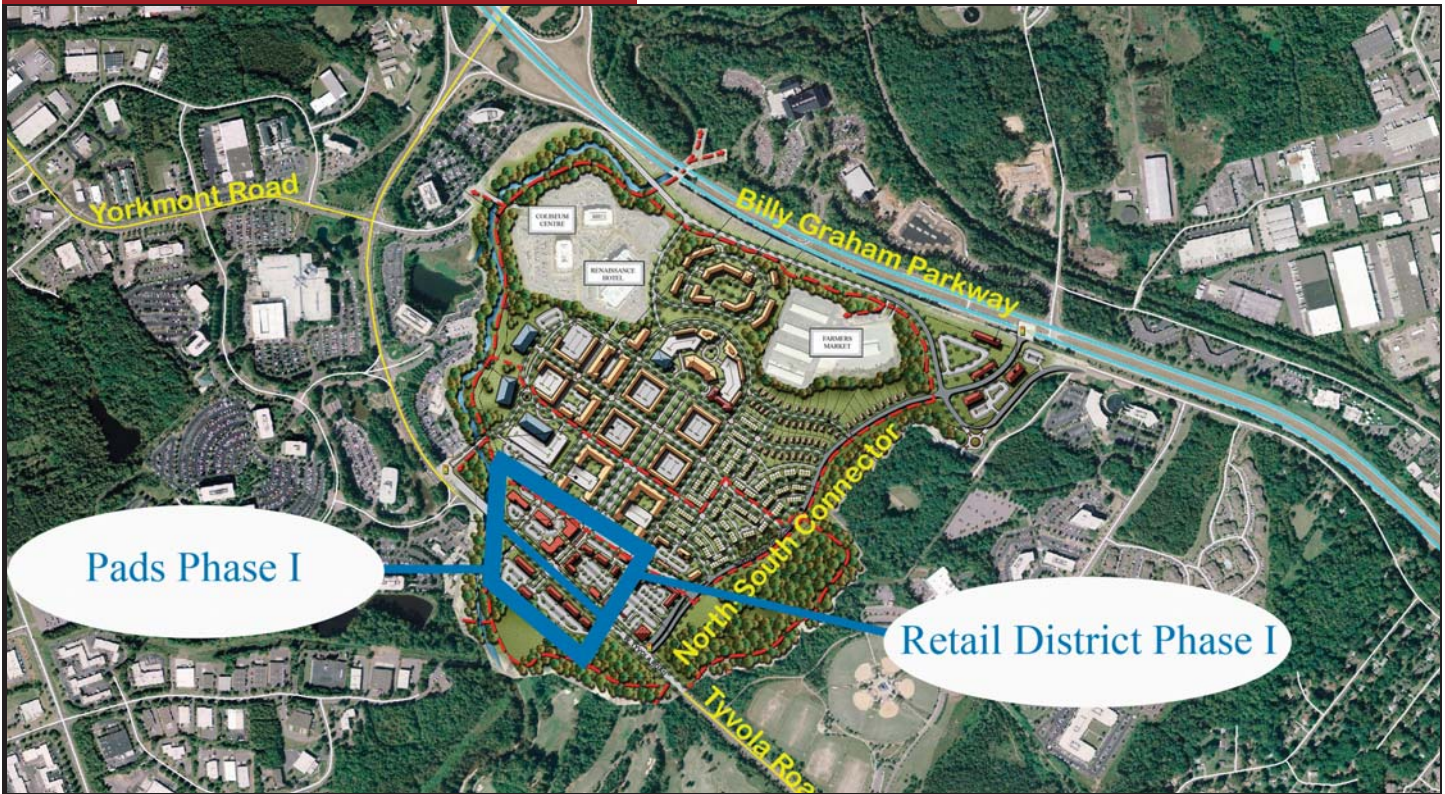 Yorkmont Road
COLISEUM
CENTRE
RENAISSANCE
HOTEL
Billy Graham Parkway
FARMERS
MARKET
North-South Connector
Pads Phase I
Retail District Phase I
Tyvola Roa